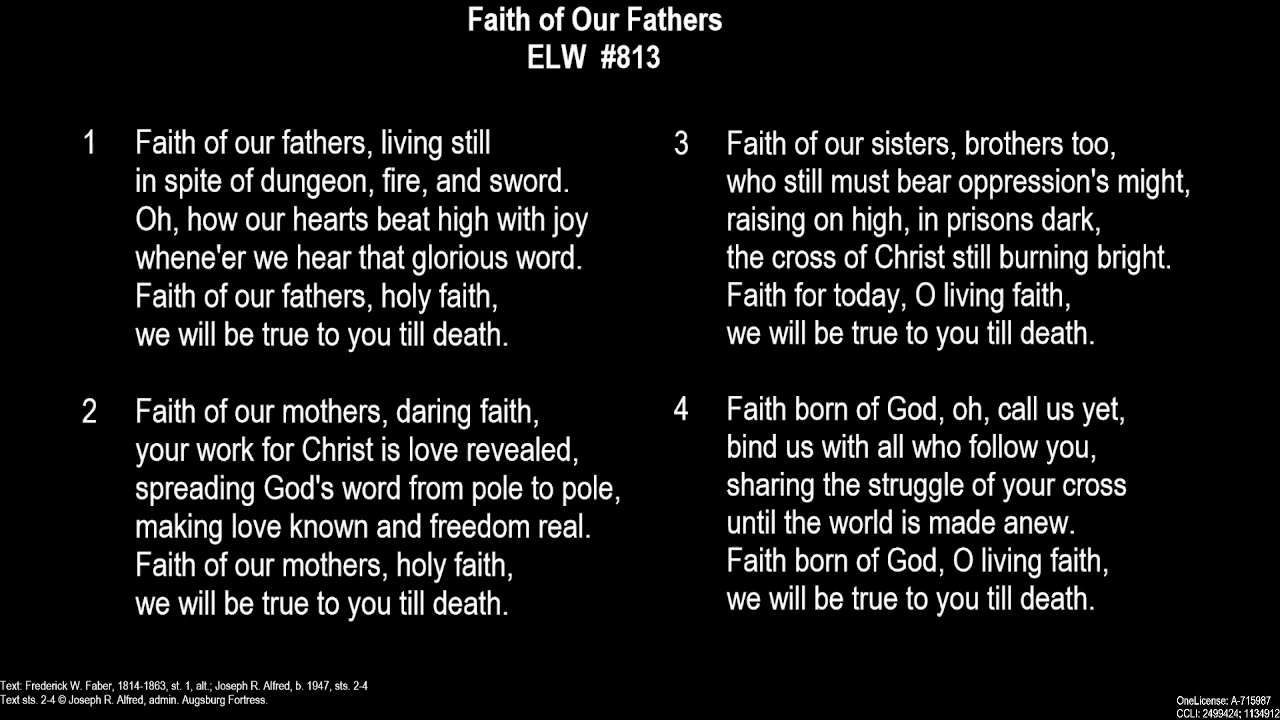 Faith of Our Fathers
ELW #813
1 Faith of our fathers, living still
in spite of dungeon, fire, and sword.
Oh, how our hearts beat high with joy
whene'er we hear that glorious word.
Faith of our fathers, holy faith,
we will be true to you till death.
2 Faith of our mothers, daring faith,
your work for Christ is love revealed,
spreading God's word from pole to pole,
making love known and freedom real.
Faith of our mothers, holy faith,
we will be true to you till death.
3 Faith of our sisters, brothers too,
who still must bear oppression's might,
raising on high, in prisons dark,
the cross of Christ still burning bright.
Faith for today, O living faith,
we will be true to you till death.
4 Faith born of God, oh, call us yet,
bind us with all who follow you,
sharing the struggle of your cross
until the world is made anew.
Faith born of God, O living faith,
we will be true to you till death.
Text: Frederick W. Faber, 1814-1863, st. 1, alt.; Joseph R. Alfred, b. 1947, sts. 2-4
Text sts. 2-4 © Joseph R. Alfred, admin. Augsburg Fortress.
OneLicense: A-715987
CCLI: 2499424; 1134912